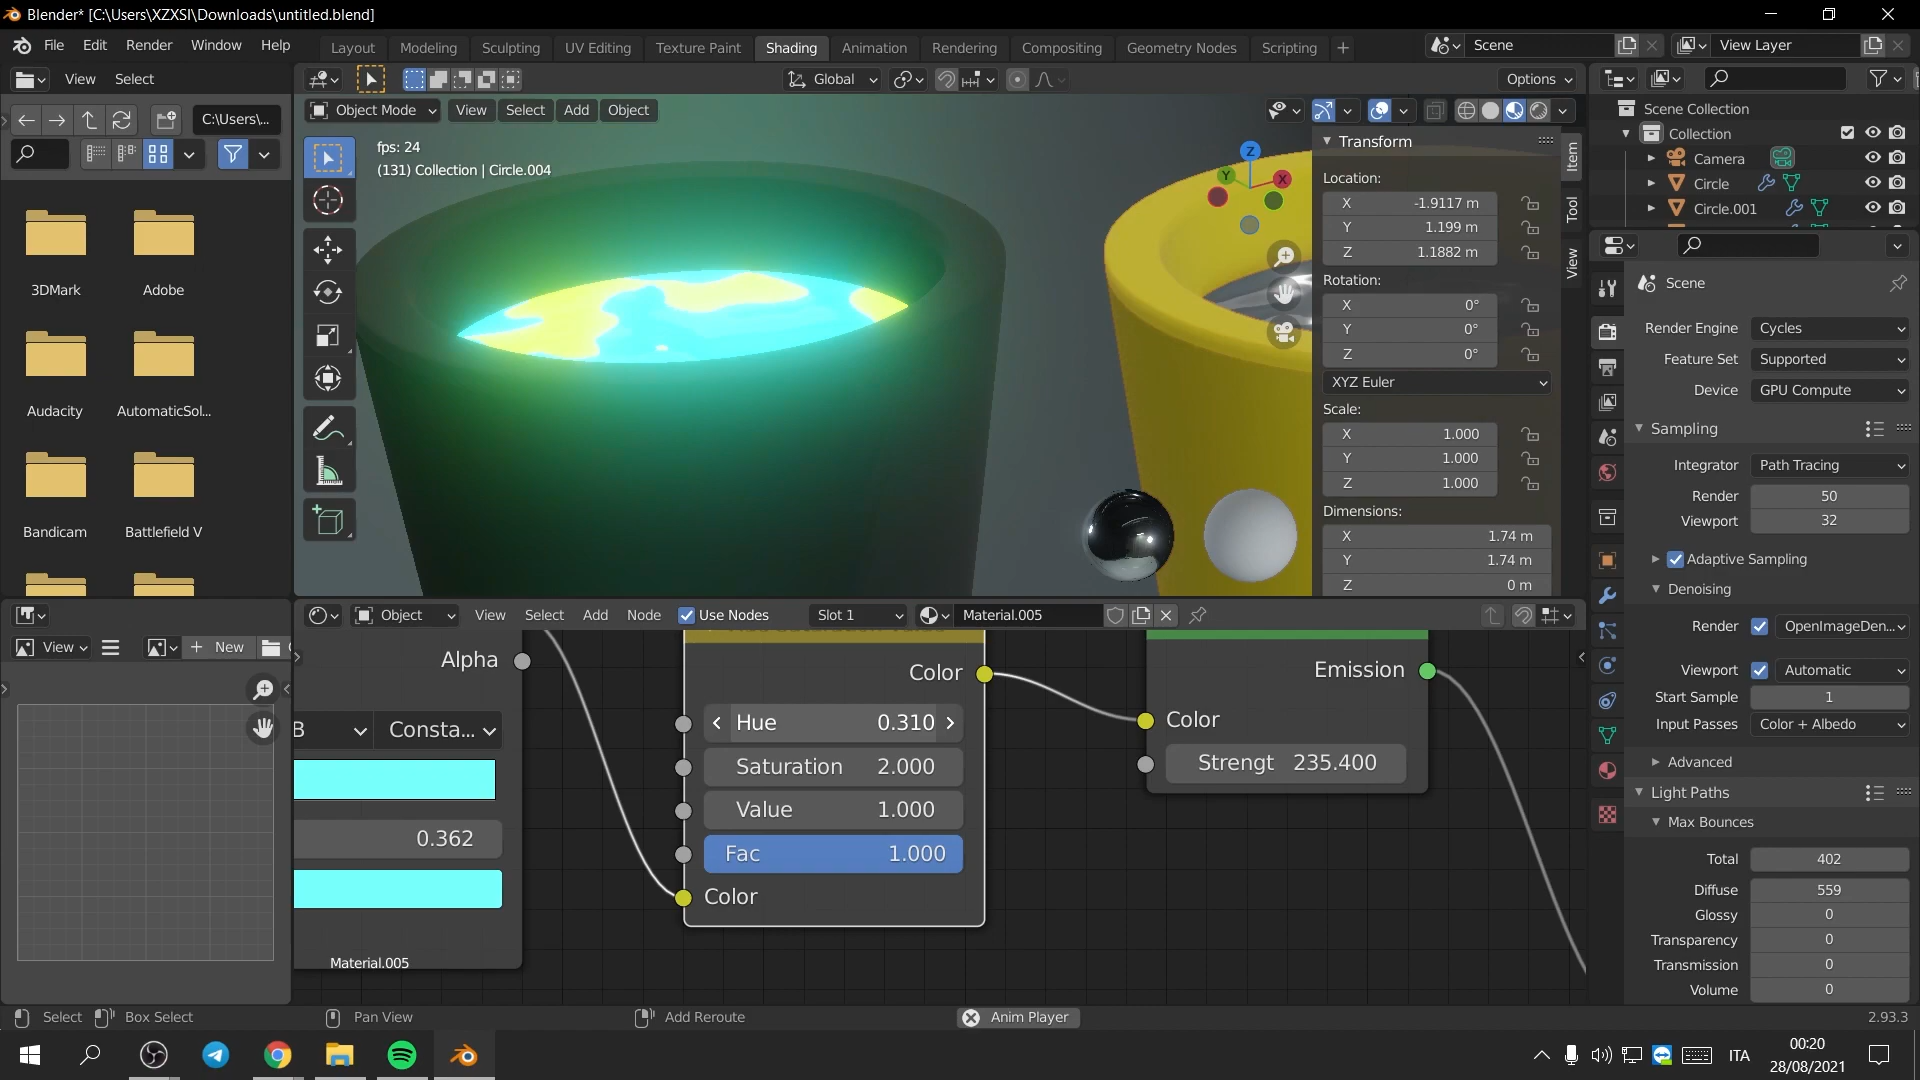 Blender* [C:\Users\XZXSI\Downloads\untitled.blend]
File Edit Render Window Help
Layout Modeling Sculpting UV Editing Texture Paint Shading Animation Rendering Compositing Geometry Nodes Scripting
Scene
View Layer
View Select
Global
Options
Object Mode View Select Add Object
C:\Users\...
fps: 24
(131) Collection | Circle.004
Z
Y
X
3DMark
Adobe
Audacity
AutomaticSol...
Bandicam
Battlefield V
Transform
Location:
X -1.9117 m
Y 1.199 m
Z 1.1882 m
Rotation:
X 0°
Y 0°
Z 0°
XYZ Euler
Scale:
X 1.000
Y 1.000
Z 1.000
Dimensions:
X 1.74 m
Y 1.74 m
Z 0 m
Item
Tool
View
Scene Collection
Collection
Camera
Circle
Circle.001
Scene
Render Engine Cycles
Feature Set Supported
Device GPU Compute
Sampling
Integrator Path Tracing
Render 50
Viewport 32
Adaptive Sampling
Denoising
Render OpenImageDen...
Viewport Automatic
Start Sample 1
Input Passes Color + Albedo
Advanced
Light Paths
Max Bounces
Total 402
Diffuse 559
Glossy 0
Transparency 0
Transmission 0
Volume 0
View
New
Object View Select Add Node Use Nodes Slot 1 Material.005
Alpha
B Consta...
0.362
Material.005
Color
Hue 0.310
Saturation 2.000
Value 1.000
Fac 1.000
Color
Emission
Color
Strengt 235.400
Select
Box Select
Pan View
Add Reroute
Anim Player
2.93.3
ITA
00:20
28/08/2021